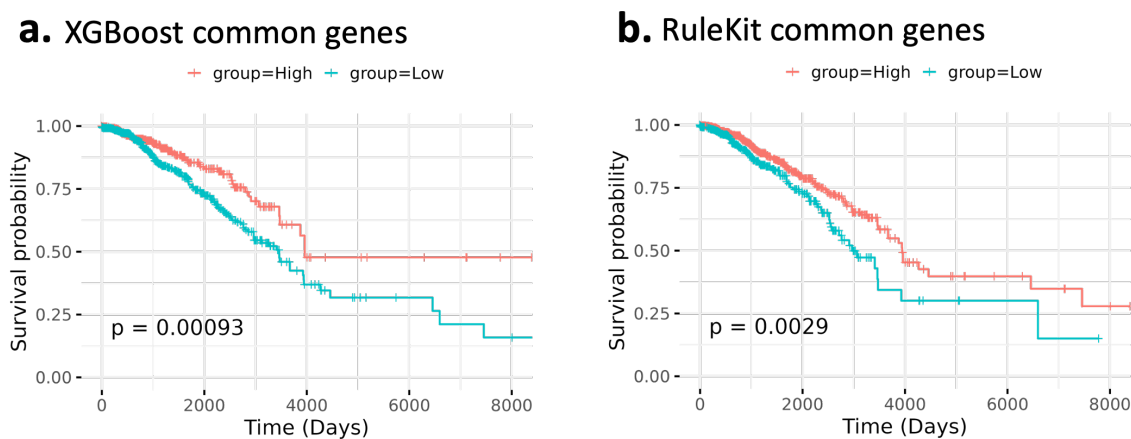 a. XGBoost common genes
group=High group=Low
1.00
0.75
0.50
0.25
0.00
Survival probability
p = 0.00093
0 2000 4000 6000 8000
Time (Days)
b. RuleKit common genes
group=High group=Low
1.00
0.75
0.50
0.25
0.00
Survival probability
p = 0.0029
0 2000 4000 6000 8000
Time (Days)